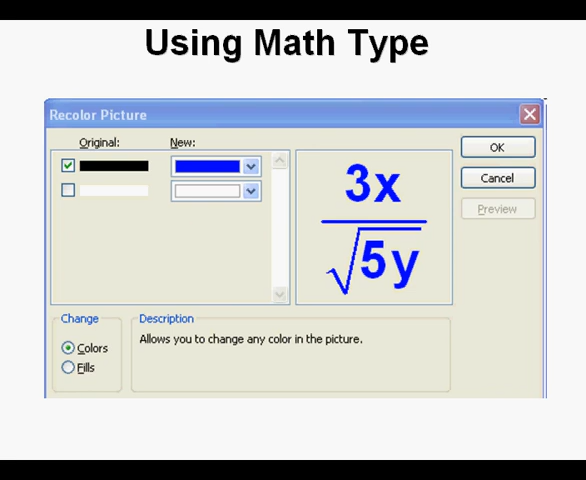 Using Math Type
Recolor Picture
Original: New:
OK
Cancel
Preview
3x
√5y
Change
Colors
Fills
Description
Allows you to change any color in the picture.